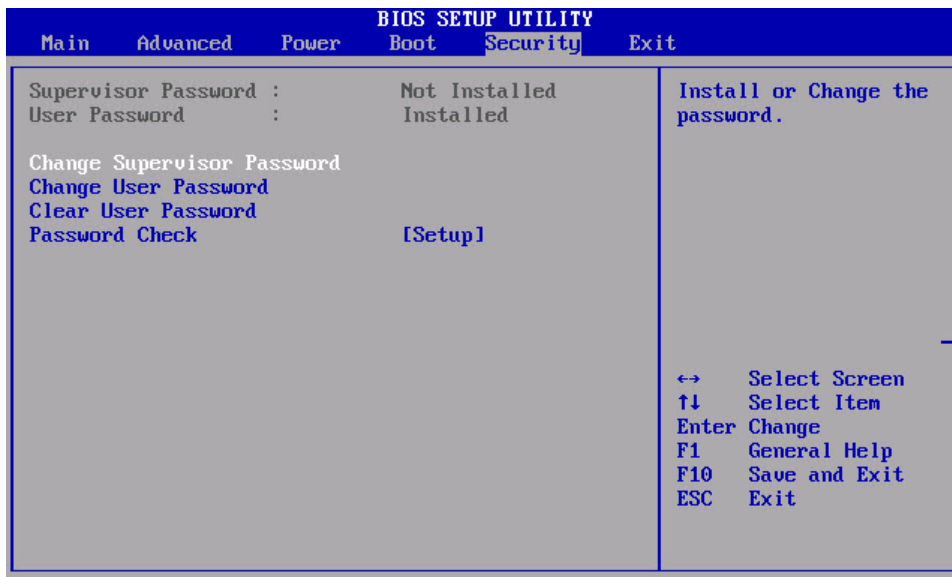 BIOS SETUP UTILITY
Main Advanced Power Boot Security Exit
Supervisor Password : Not Installed
User Password : Installed
Change Supervisor Password
Change User Password
Clear User Password
Password Check [Setup]
Install or Change the
password.
←→ Select Screen
↑↓ Select Item
Enter Change
F1 General Help
F10 Save and Exit
ESC Exit